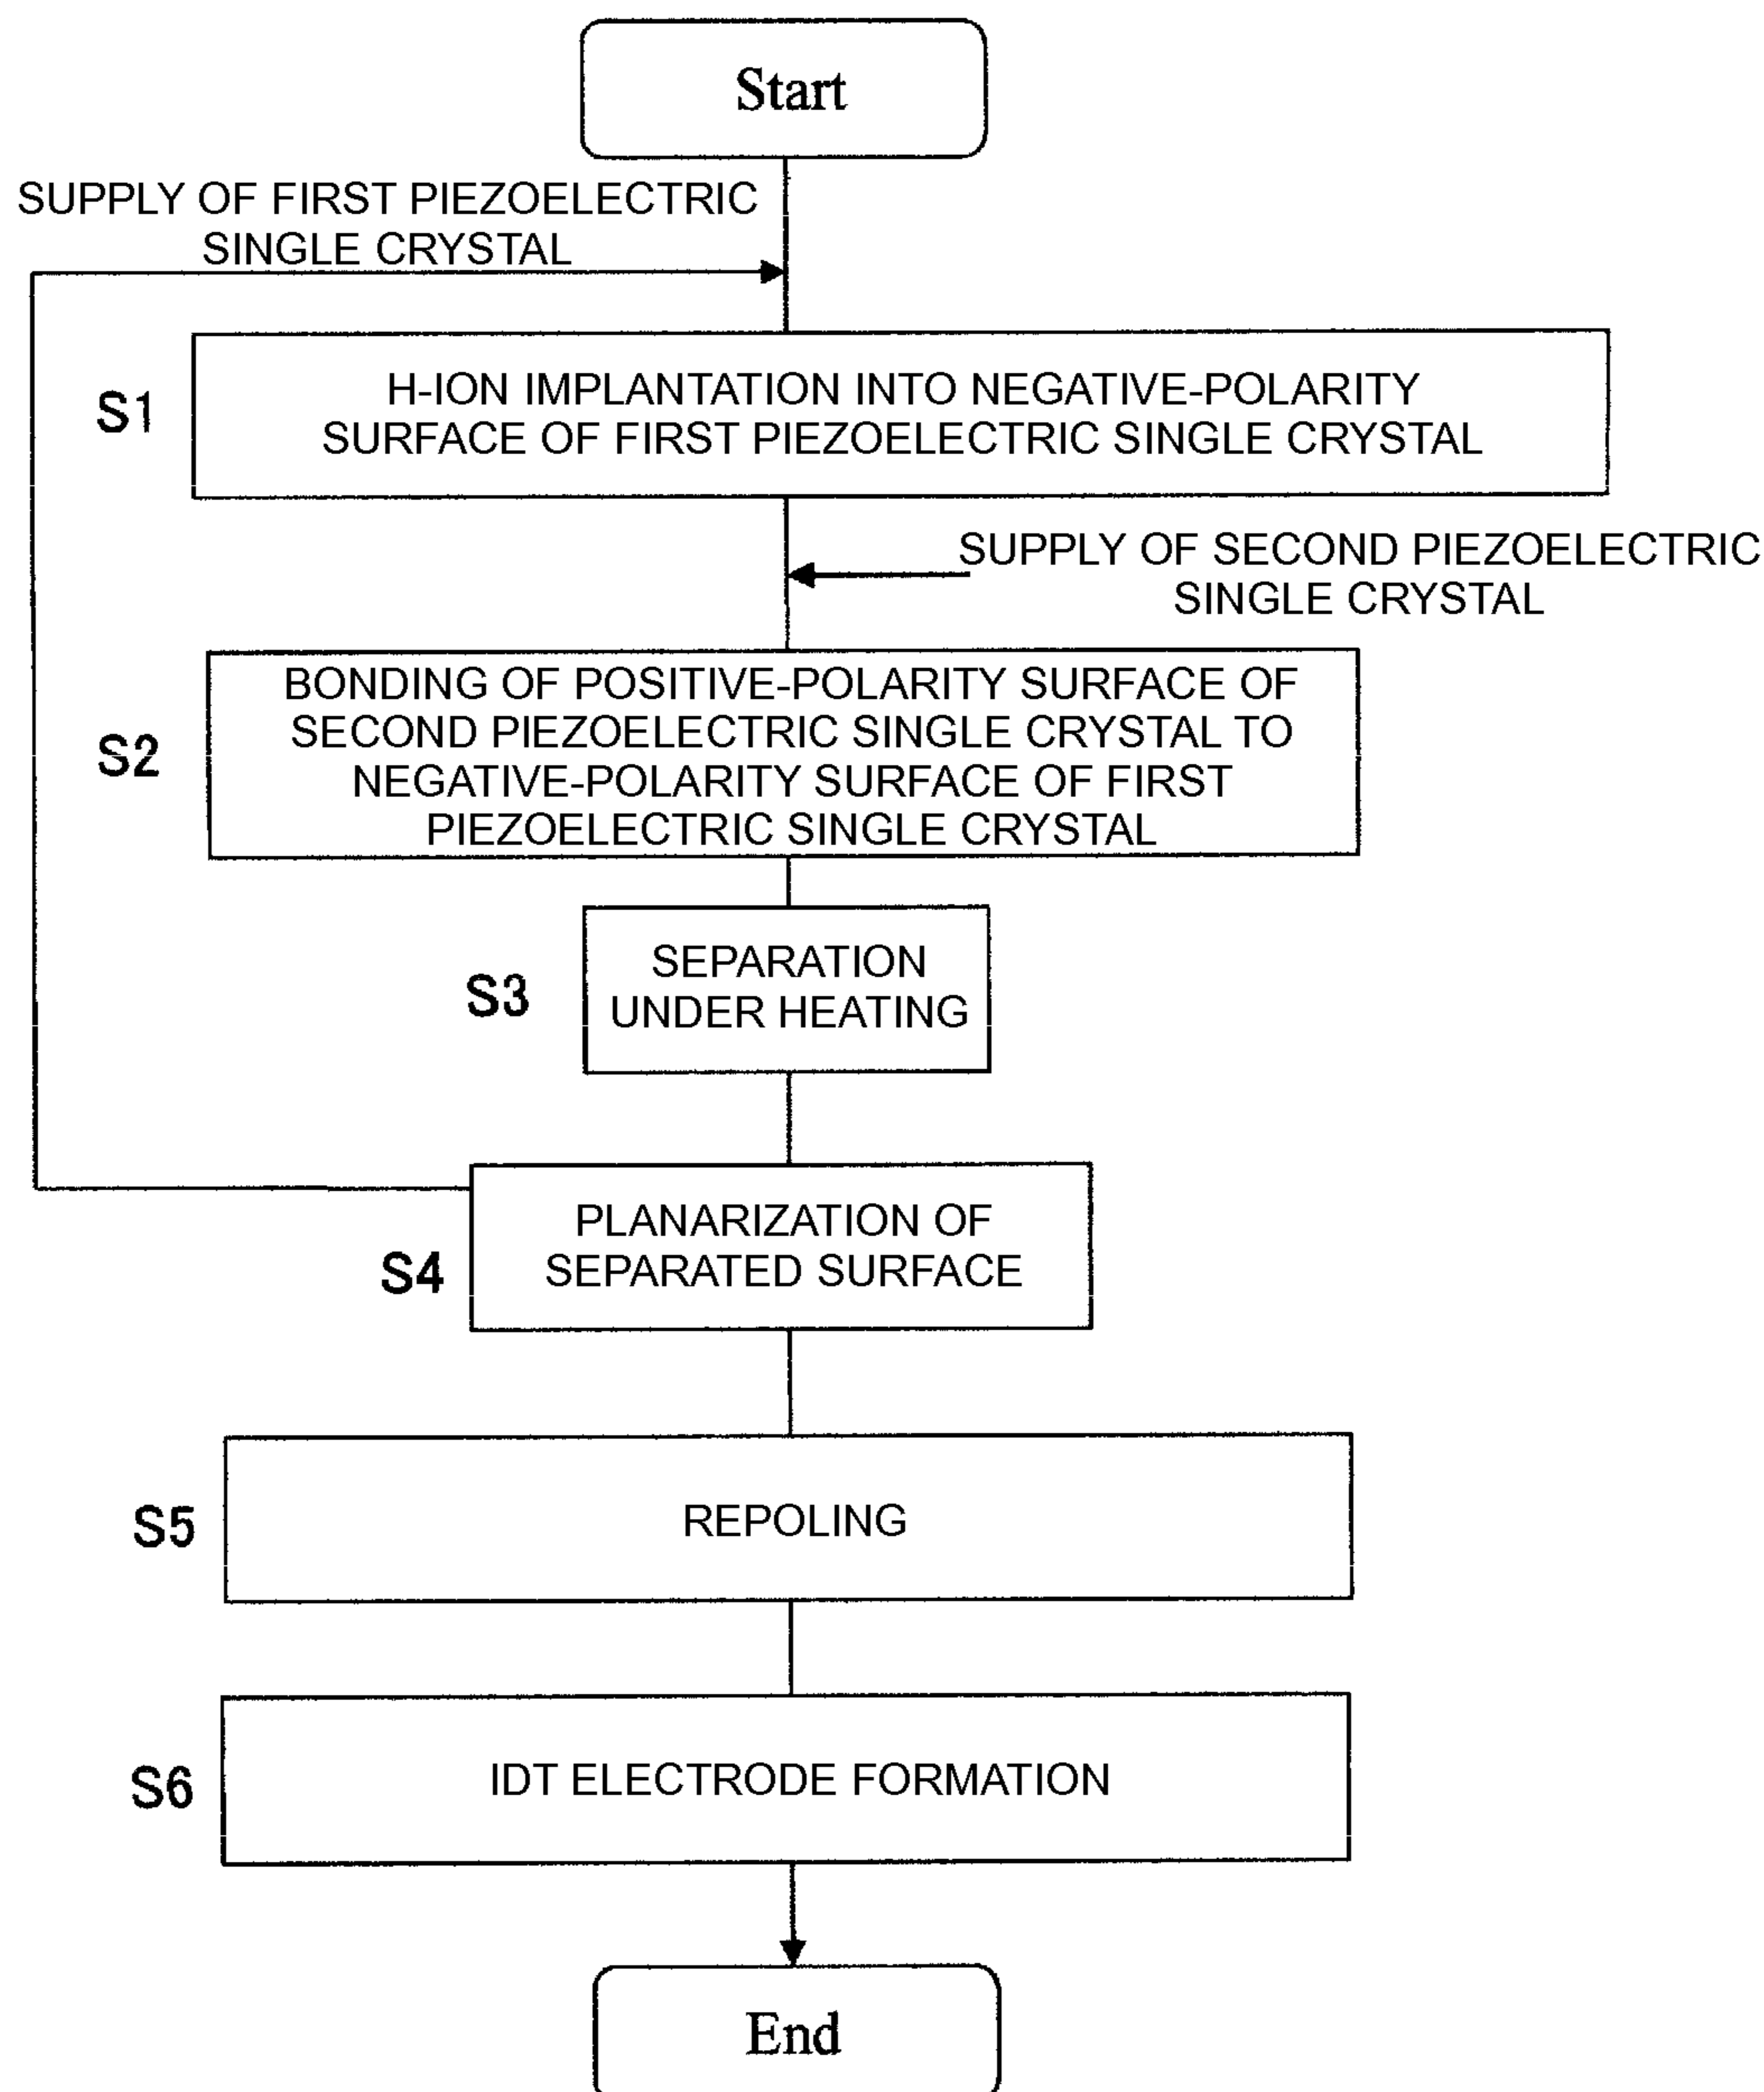 Start
SUPPLY OF FIRST PIEZOELECTRIC
SINGLE CRYSTAL
S1
H-ION IMPLANTATION INTO NEGATIVE-POLARITY
SURFACE OF FIRST PIEZOELECTRIC SINGLE CRYSTAL
SUPPLY OF SECOND PIEZOELECTRIC
SINGLE CRYSTAL
S2
BONDING OF POSITIVE-POLARITY SURFACE OF
SECOND PIEZOELECTRIC SINGLE CRYSTAL TO
NEGATIVE-POLARITY SURFACE OF FIRST
PIEZOELECTRIC SINGLE CRYSTAL
S3
SEPARATION
UNDER HEATING
S4
PLANARIZATION OF
SEPARATED SURFACE
S5
REPOLING
S6
IDT ELECTRODE FORMATION
End